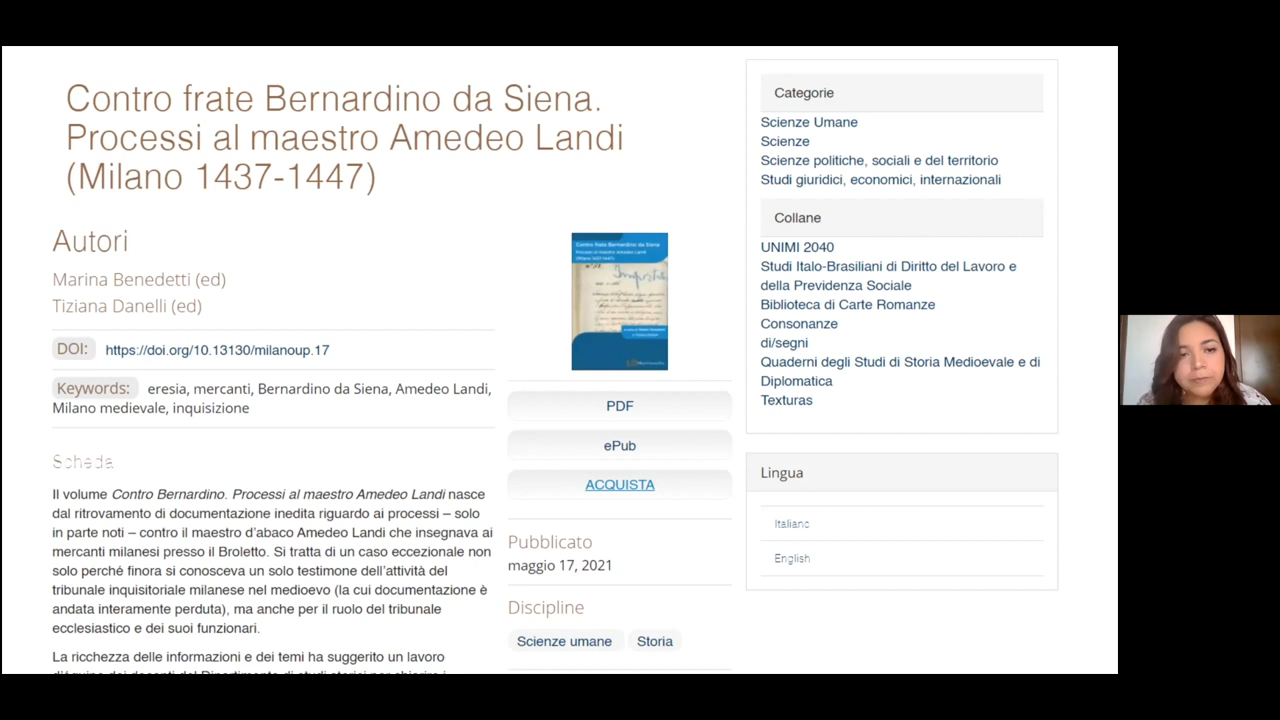 Contro frate Bernardino da Siena.
Processi al maestro Amedeo Landi
(Milano 1437-1447)
Autori
Marina Benedetti (ed)
Tiziana Danelli (ed)
DOI: https://doi.org/10.13130/milanoup.17
Keywords: eresia, mercanti, Bernardino da Siena, Amedeo Landi,
Milano medievale, inquisizione
Scheda
Il volume Contro Bernardino. Processi al maestro Amedeo Landi nasce
dal ritrovamento di documentazione inedita riguardo ai processi – solo
in parte noti – contro il maestro d'abaco Amedeo Landi che insegnava ai
mercanti milanesi presso il Broletto. Si tratta di un caso eccezionale non
solo perché finora si conosceva un solo testimone dell'attività del
tribunale inquisitoriale milanese nel medioevo (la cui documentazione è
andata interamente perduta), ma anche per il ruolo del tribunale
ecclesiastico e dei suoi funzionari.
La ricchezza delle informazioni e dei temi ha suggerito un lavoro
Contro frate Bernardino da Siena
Processi al maestro Amedeo Landi
(Milano 1437-1447)
PDF
ePub
ACQUISTA
Pubblicato
maggio 17, 2021
Discipline
Scienze umane
Storia
Categorie
Scienze Umane
Scienze
Scienze politiche, sociali e del territorio
Studi giuridici, economici, internazionali
Collane
UNIMI 2040
Studi Italo-Brasiliani di Diritto del Lavoro e
della Previdenza Sociale
Biblioteca di Carte Romanze
Consonanze
di/segni
Quaderni degli Studi di Storia Medioevale e di
Diplomatica
Texturas
Lingua
Italiano
English